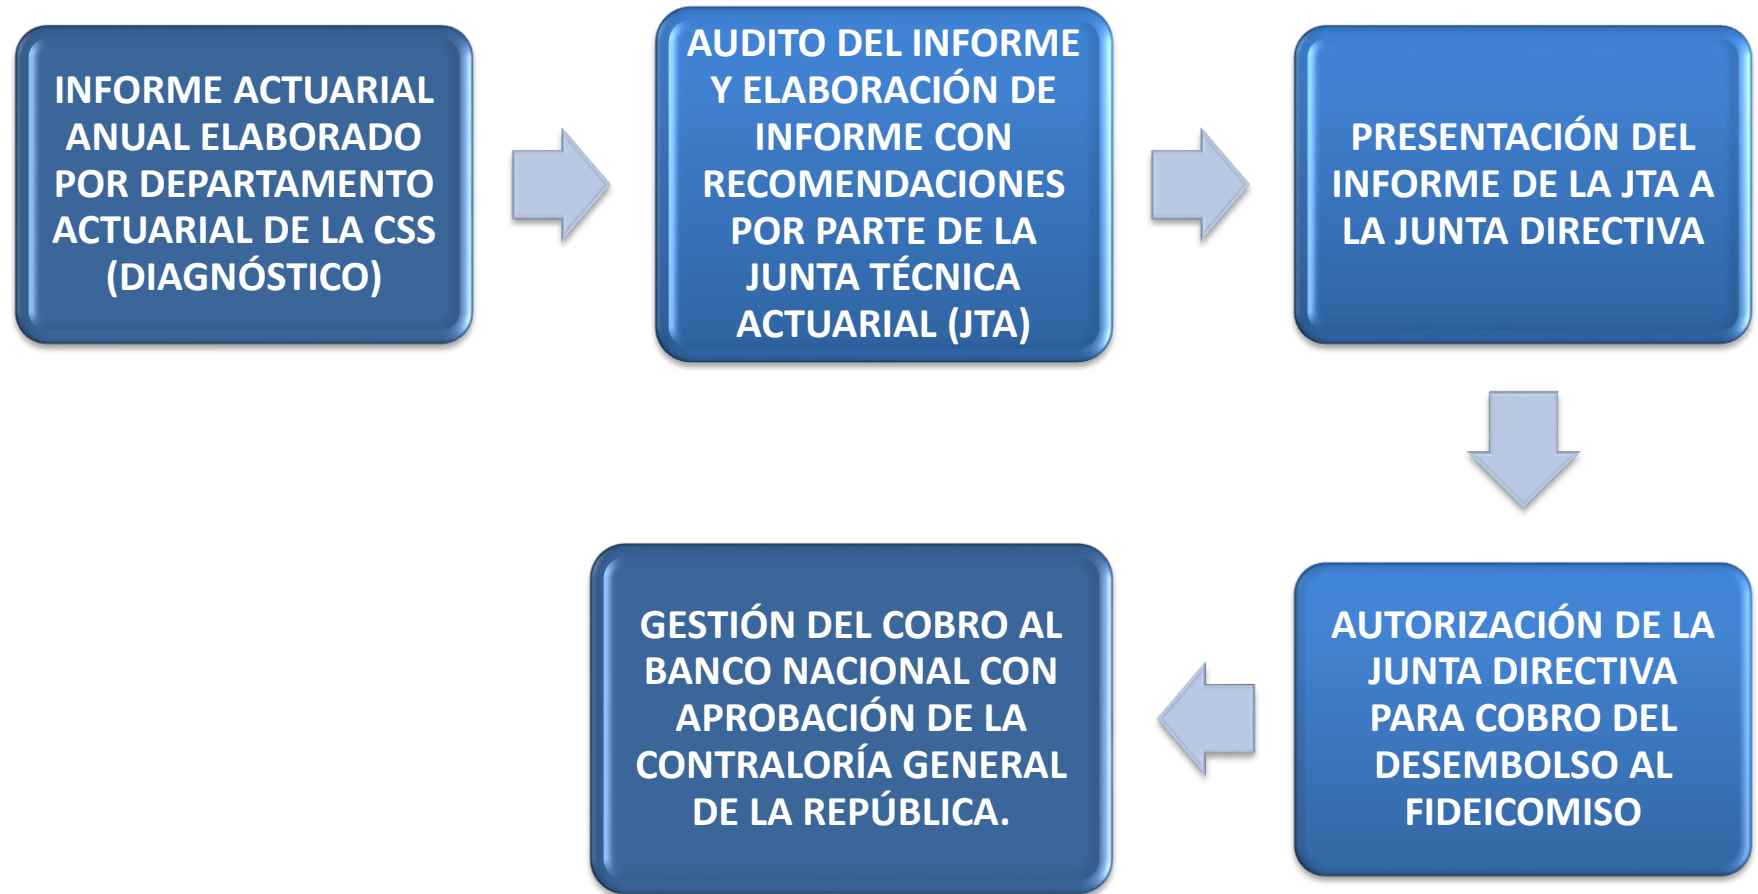 INFORME ACTUARIAL
ANUAL ELABORADO
POR DEPARTAMENTO
ACTUARIAL DE LA CSS
(DIAGNÓSTICO)
AUDITO DEL INFORME
Y ELABORACIÓN DE
INFORME CON
RECOMENDACIONES
POR PARTE DE LA
JUNTA TÉCNICA
ACTUARIAL (JTA)
PRESENTACIÓN DEL
INFORME DE LA JTA A
LA JUNTA DIRECTIVA
AUTORIZACIÓN DE LA
JUNTA DIRECTIVA
PARA COBRO DEL
DESEMBOLSO AL
FIDEICOMISO
GESTIÓN DEL COBRO AL
BANCO NACIONAL CON
APROBACIÓN DE LA
CONTRALORÍA GENERAL
DE LA REPÚBLICA.